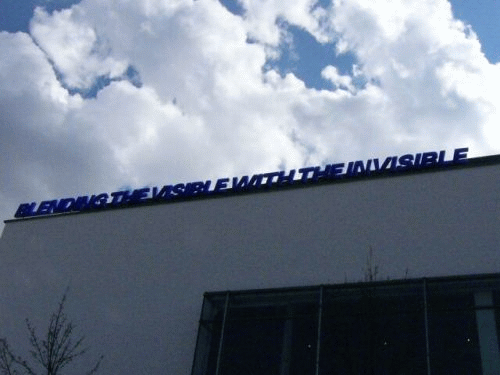 BLENDING THE VISIBLE WITH THE INVISIBLE